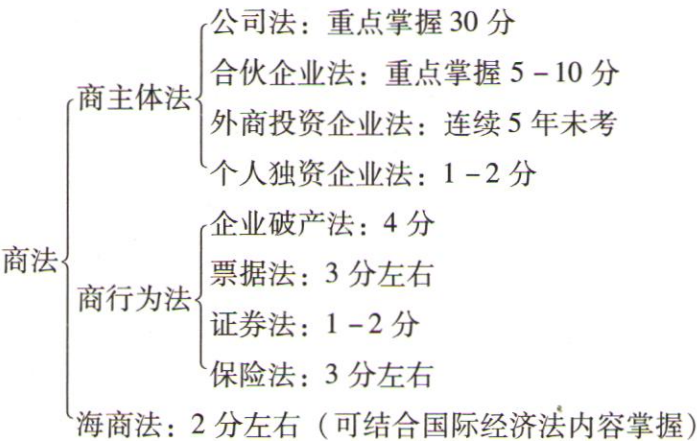 公司法：重点掌握 30 分
合伙企业法：重点掌握 5－10 分
商主体法
外商投资企业法：连续 5 年未考
个人独资企业法：1－2 分
企业破产法：4 分
商法
票据法：3 分左右
商行为法
证券法：1－2 分
保险法：3 分左右
海商法：2 分左右（可结合国际经济法内容掌握）